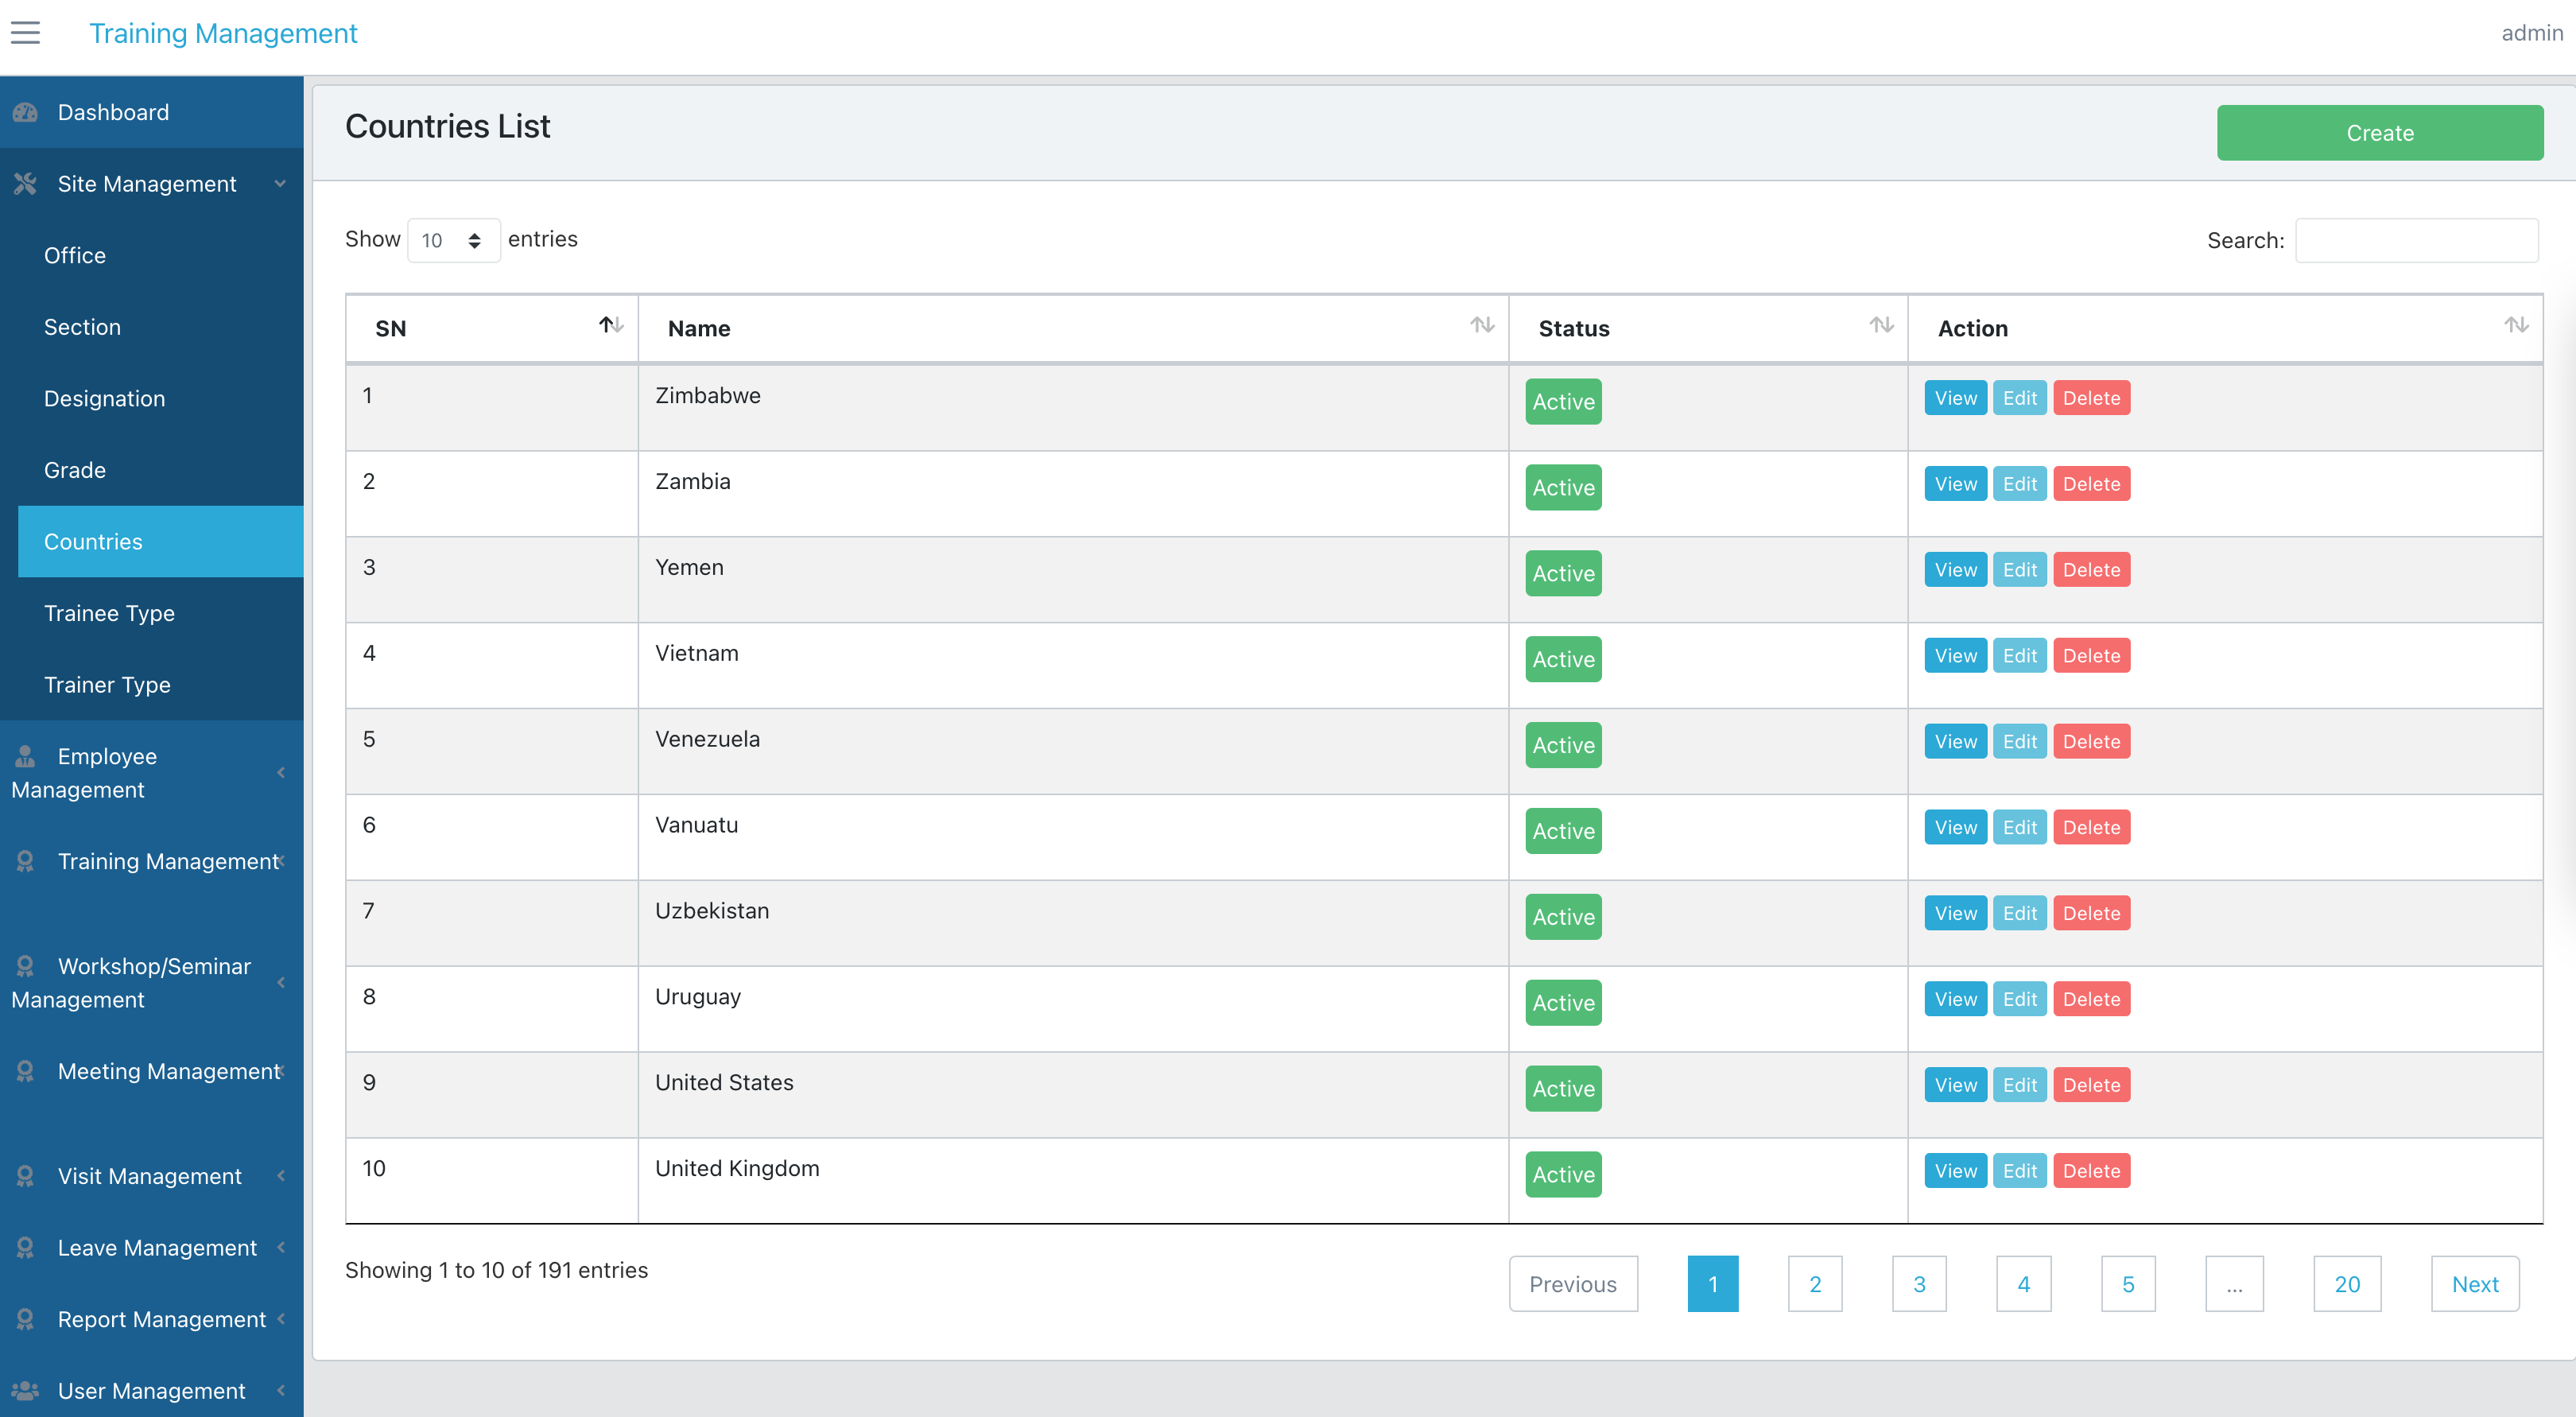 Training Management
admin
Dashboard
Site Management
Office
Section
Designation
Grade
Countries
Trainee Type
Trainer Type
Employee
Management
Training Management
Workshop/Seminar
Management
Meeting Management
Visit Management
Leave Management
Report Management
User Management
Countries List
Create
Show 10 entries
Search:
SN Name Status Action
1 Zimbabwe Active View Edit Delete
2 Zambia Active View Edit Delete
3 Yemen Active View Edit Delete
4 Vietnam Active View Edit Delete
5 Venezuela Active View Edit Delete
6 Vanuatu Active View Edit Delete
7 Uzbekistan Active View Edit Delete
8 Uruguay Active View Edit Delete
9 United States Active View Edit Delete
10 United Kingdom Active View Edit Delete
Showing 1 to 10 of 191 entries
Previous 1 2 3 4 5 ... 20 Next